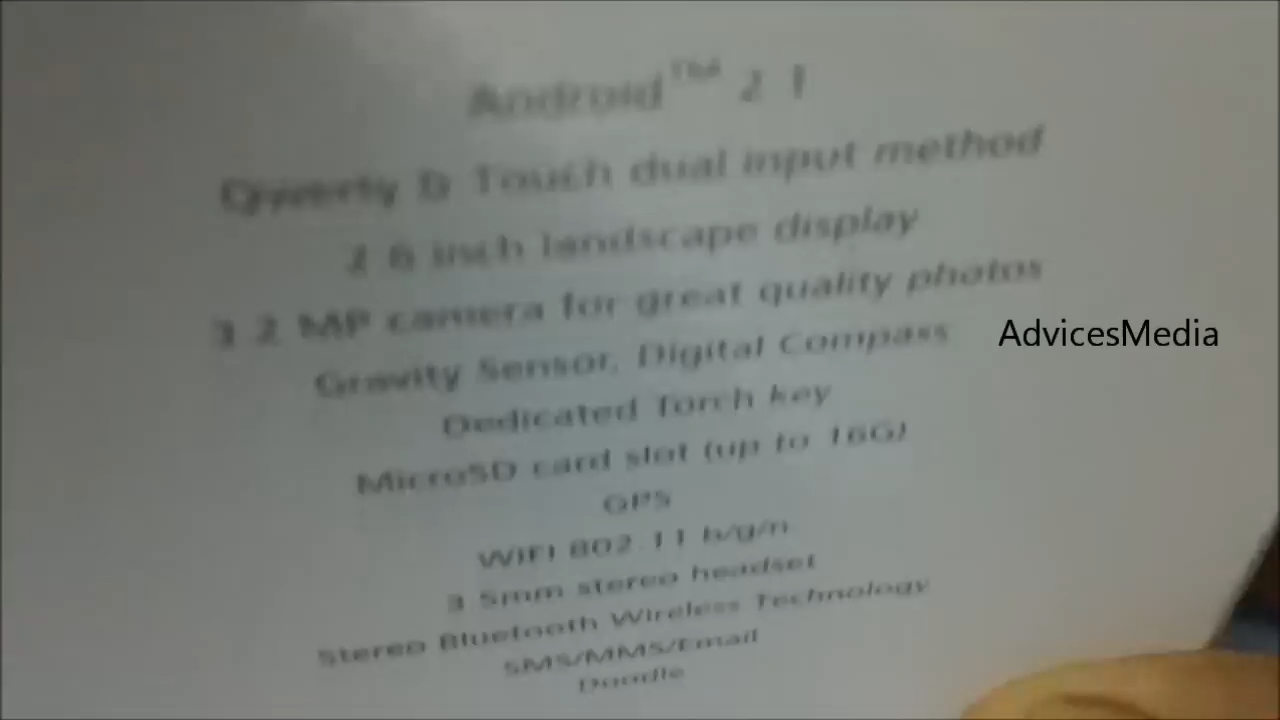 Android™ 2.1
Qwerty & Touch dual input method
2.6 inch landscape display
3.2 MP camera for great quality photos
Gravity Sensor, Digital Compass
AdvicesMedia
Dedicated Torch key
MicroSD card slot (up to 16G)
GPS
WIFI 802.11 b/g/n
3.5mm stereo headset
Stereo Bluetooth Wireless Technology
SMS/MMS/Email
Doodle